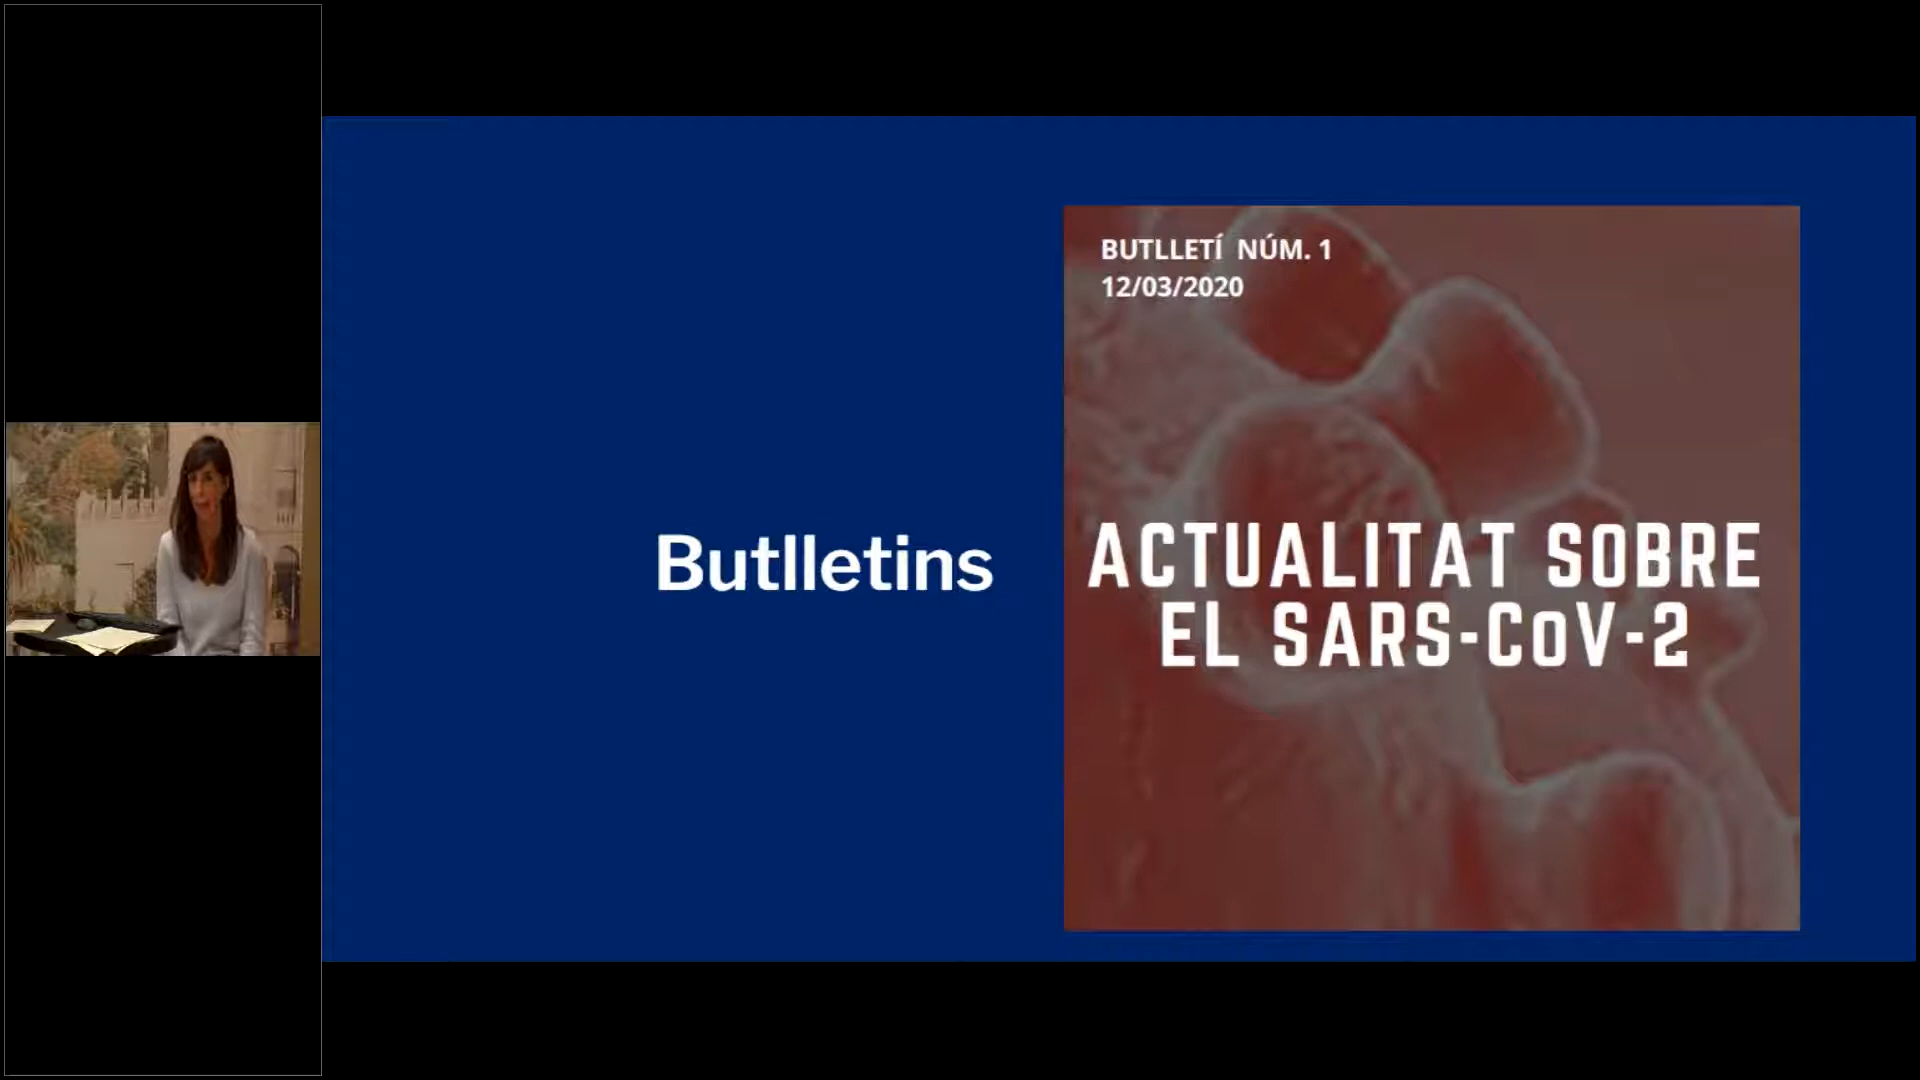 Butlletins
BUTLLETÍ NÚM. 1
12/03/2020
ACTUALITAT SOBRE
EL SARS-CoV-2